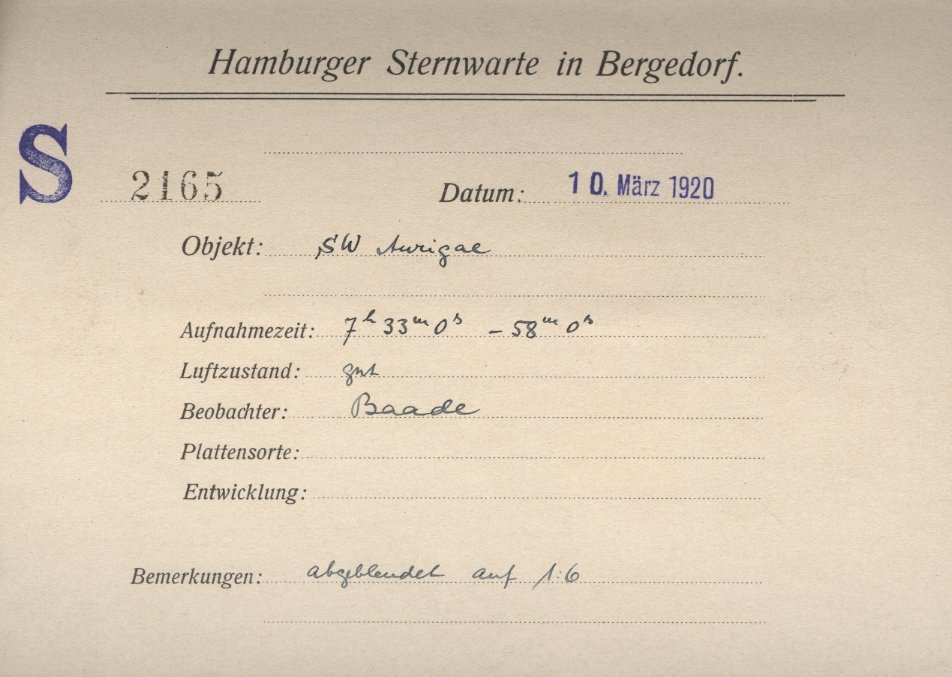 Hamburger Sternwarte in Bergedorf.
S 2165 Datum: 10. März 1920
Objekt: SW Aurigae
Aufnahmezeit: 7h 33m 0s – 58m 0s
Luftzustand: gut
Beobachter: Baade
Plattensorte:
Entwicklung:
Bemerkungen: abgeblendet auf 1:6